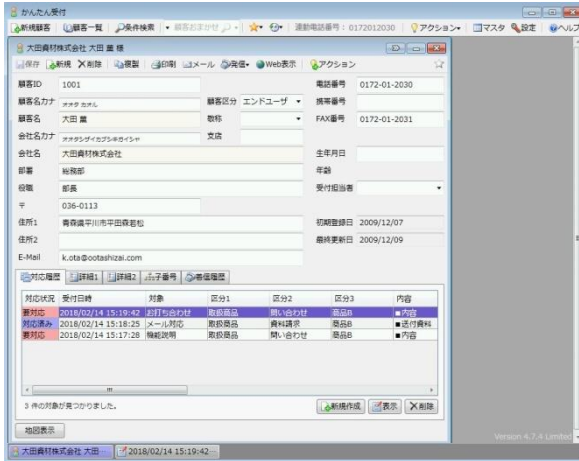 かんたん受付
新規顧客 顧客一覧 条件検索 顧客おまかせ 連動電話番号：0172012030 アクション マスタ 設定 ヘルプ
大田資材株式会社 大田 薫 様
保存 新規 削除 複製 印刷 メール 発信 Web表示 アクション
顧客ID 1001 電話番号 0172-01-2030
顧客名カナ オオタ カオル 顧客区分 エンドユーザ 携帯番号
顧客名 大田 薫 敬称 FAX番号 0172-01-2031
会社名カナ オオタシザイカブシキガイシャ 支店
会社名 大田資材株式会社 生年月日
部署 総務部 年齢
役職 部長 受付担当者
〒 036-0113
住所1 青森県平川市平田森若松 初期登録日 2009/12/07
住所2 最終更新日 2009/12/09
E-Mail k.ota@ootashizai.com
対応履歴 詳細1 詳細2 子番号 着信履歴
対応状況 受付日時 対象 区分1 区分2 区分3 内容
要対応 2018/02/14 15:19:42 お打ち合わせ 取扱商品 問い合わせ 商品B ■内容
対応済み 2018/02/14 15:18:25 メール対応 取扱商品 資料請求 商品B ■送付資料
要対応 2018/02/14 15:17:28 機能説明 取扱商品 問い合わせ 商品B ■内容
3 件の対象が見つかりました。 新規作成 表示 削除
地図表示
Version 4.7.4 Limited
大田資材株式会社 大田… 2018/02/14 15:19:42…